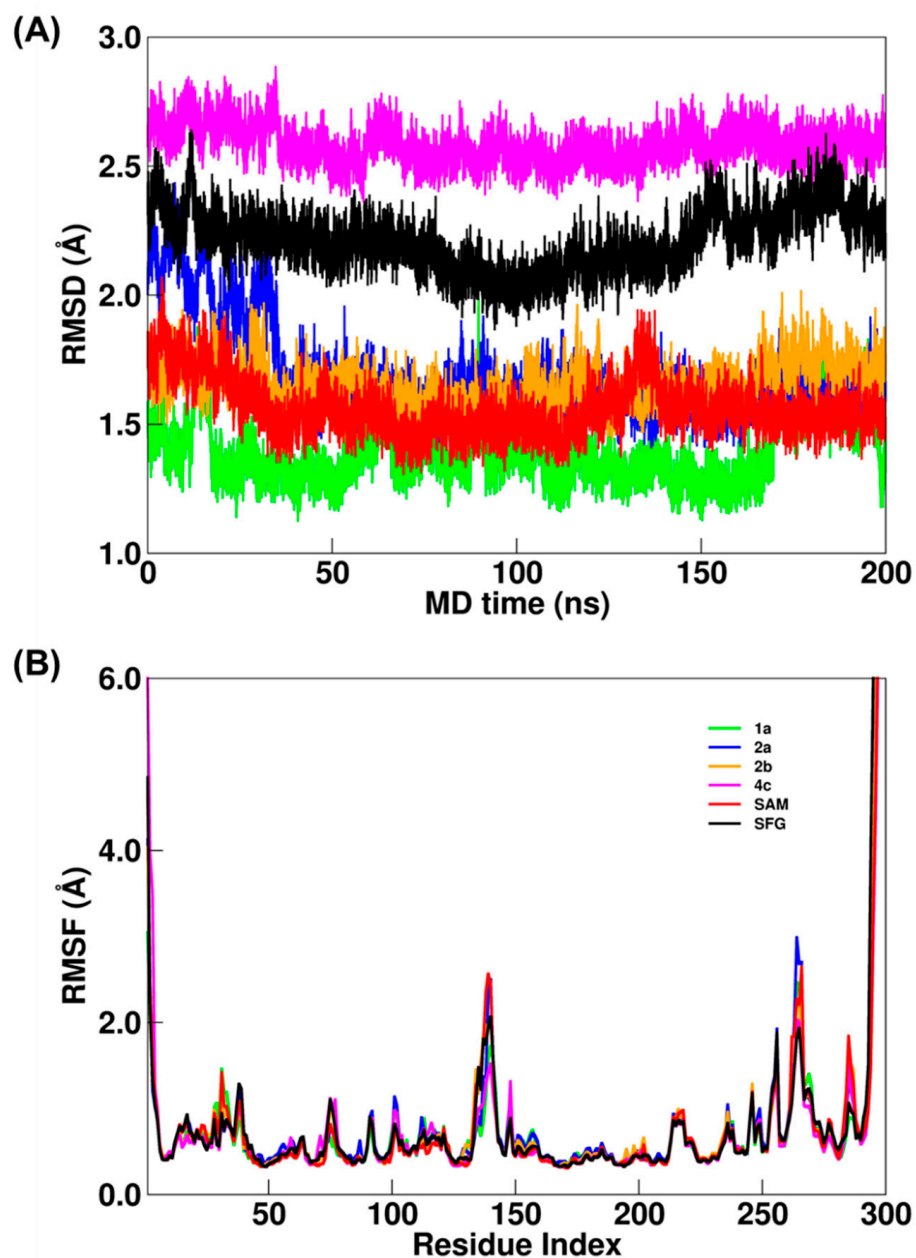 (A)
RMSD (Å)
3.0
2.5
2.0
1.5
1.0
0 50 100 150 200
MD time (ns)
(B)
RMSF (Å)
6.0
4.0
2.0
0.0
1a
2a
2b
4c
SAM
SFG
50 100 150 200 250 300
Residue Index